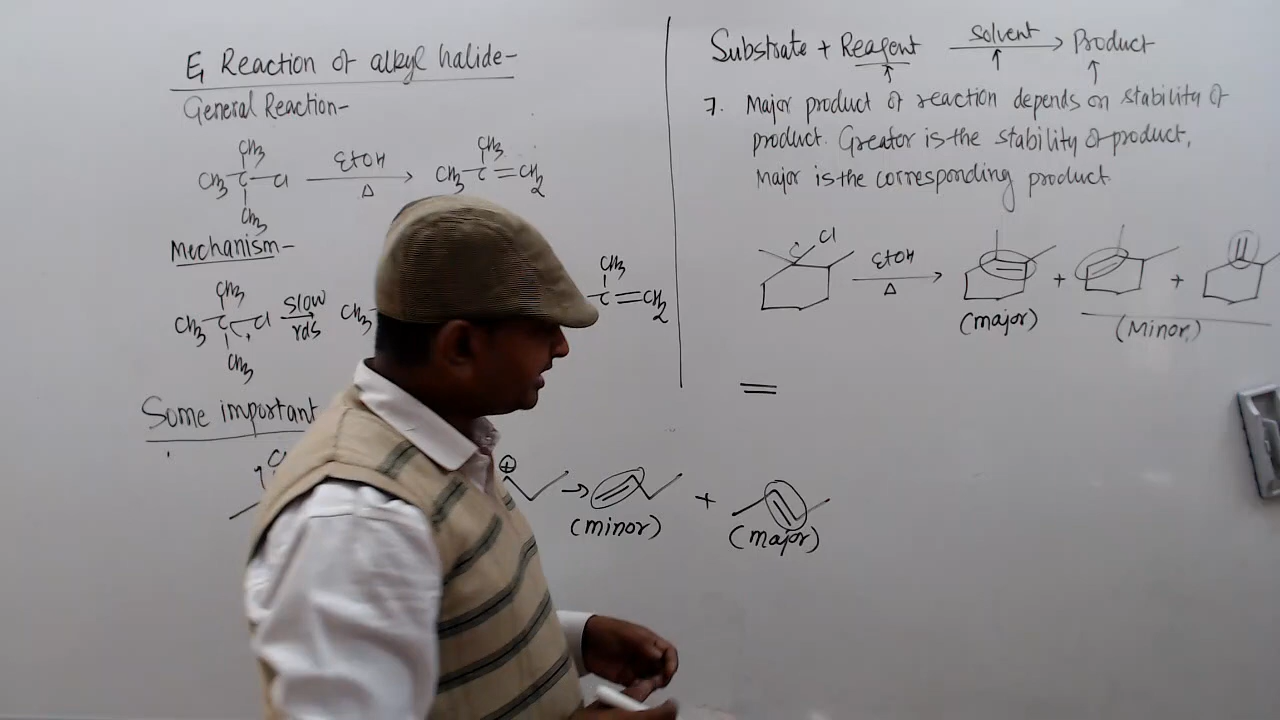 E1 Reaction of alkyl halide-
General Reaction-
CH3
CH3-C-Cl EtOH Δ CH3-C=CH2
CH3
CH3
Mechanism-
CH3
CH3-C-Cl slow rds CH3
CH3
CH3
C=CH2
Some important
⊕
(minor) + (major)
Substrate + Reagent solvent Product
7. Major product of reaction depends on stability of
product. Greator is the stability of product,
Major is the corresponding product
C Cl
EtOH Δ + +
(major) (Minor)